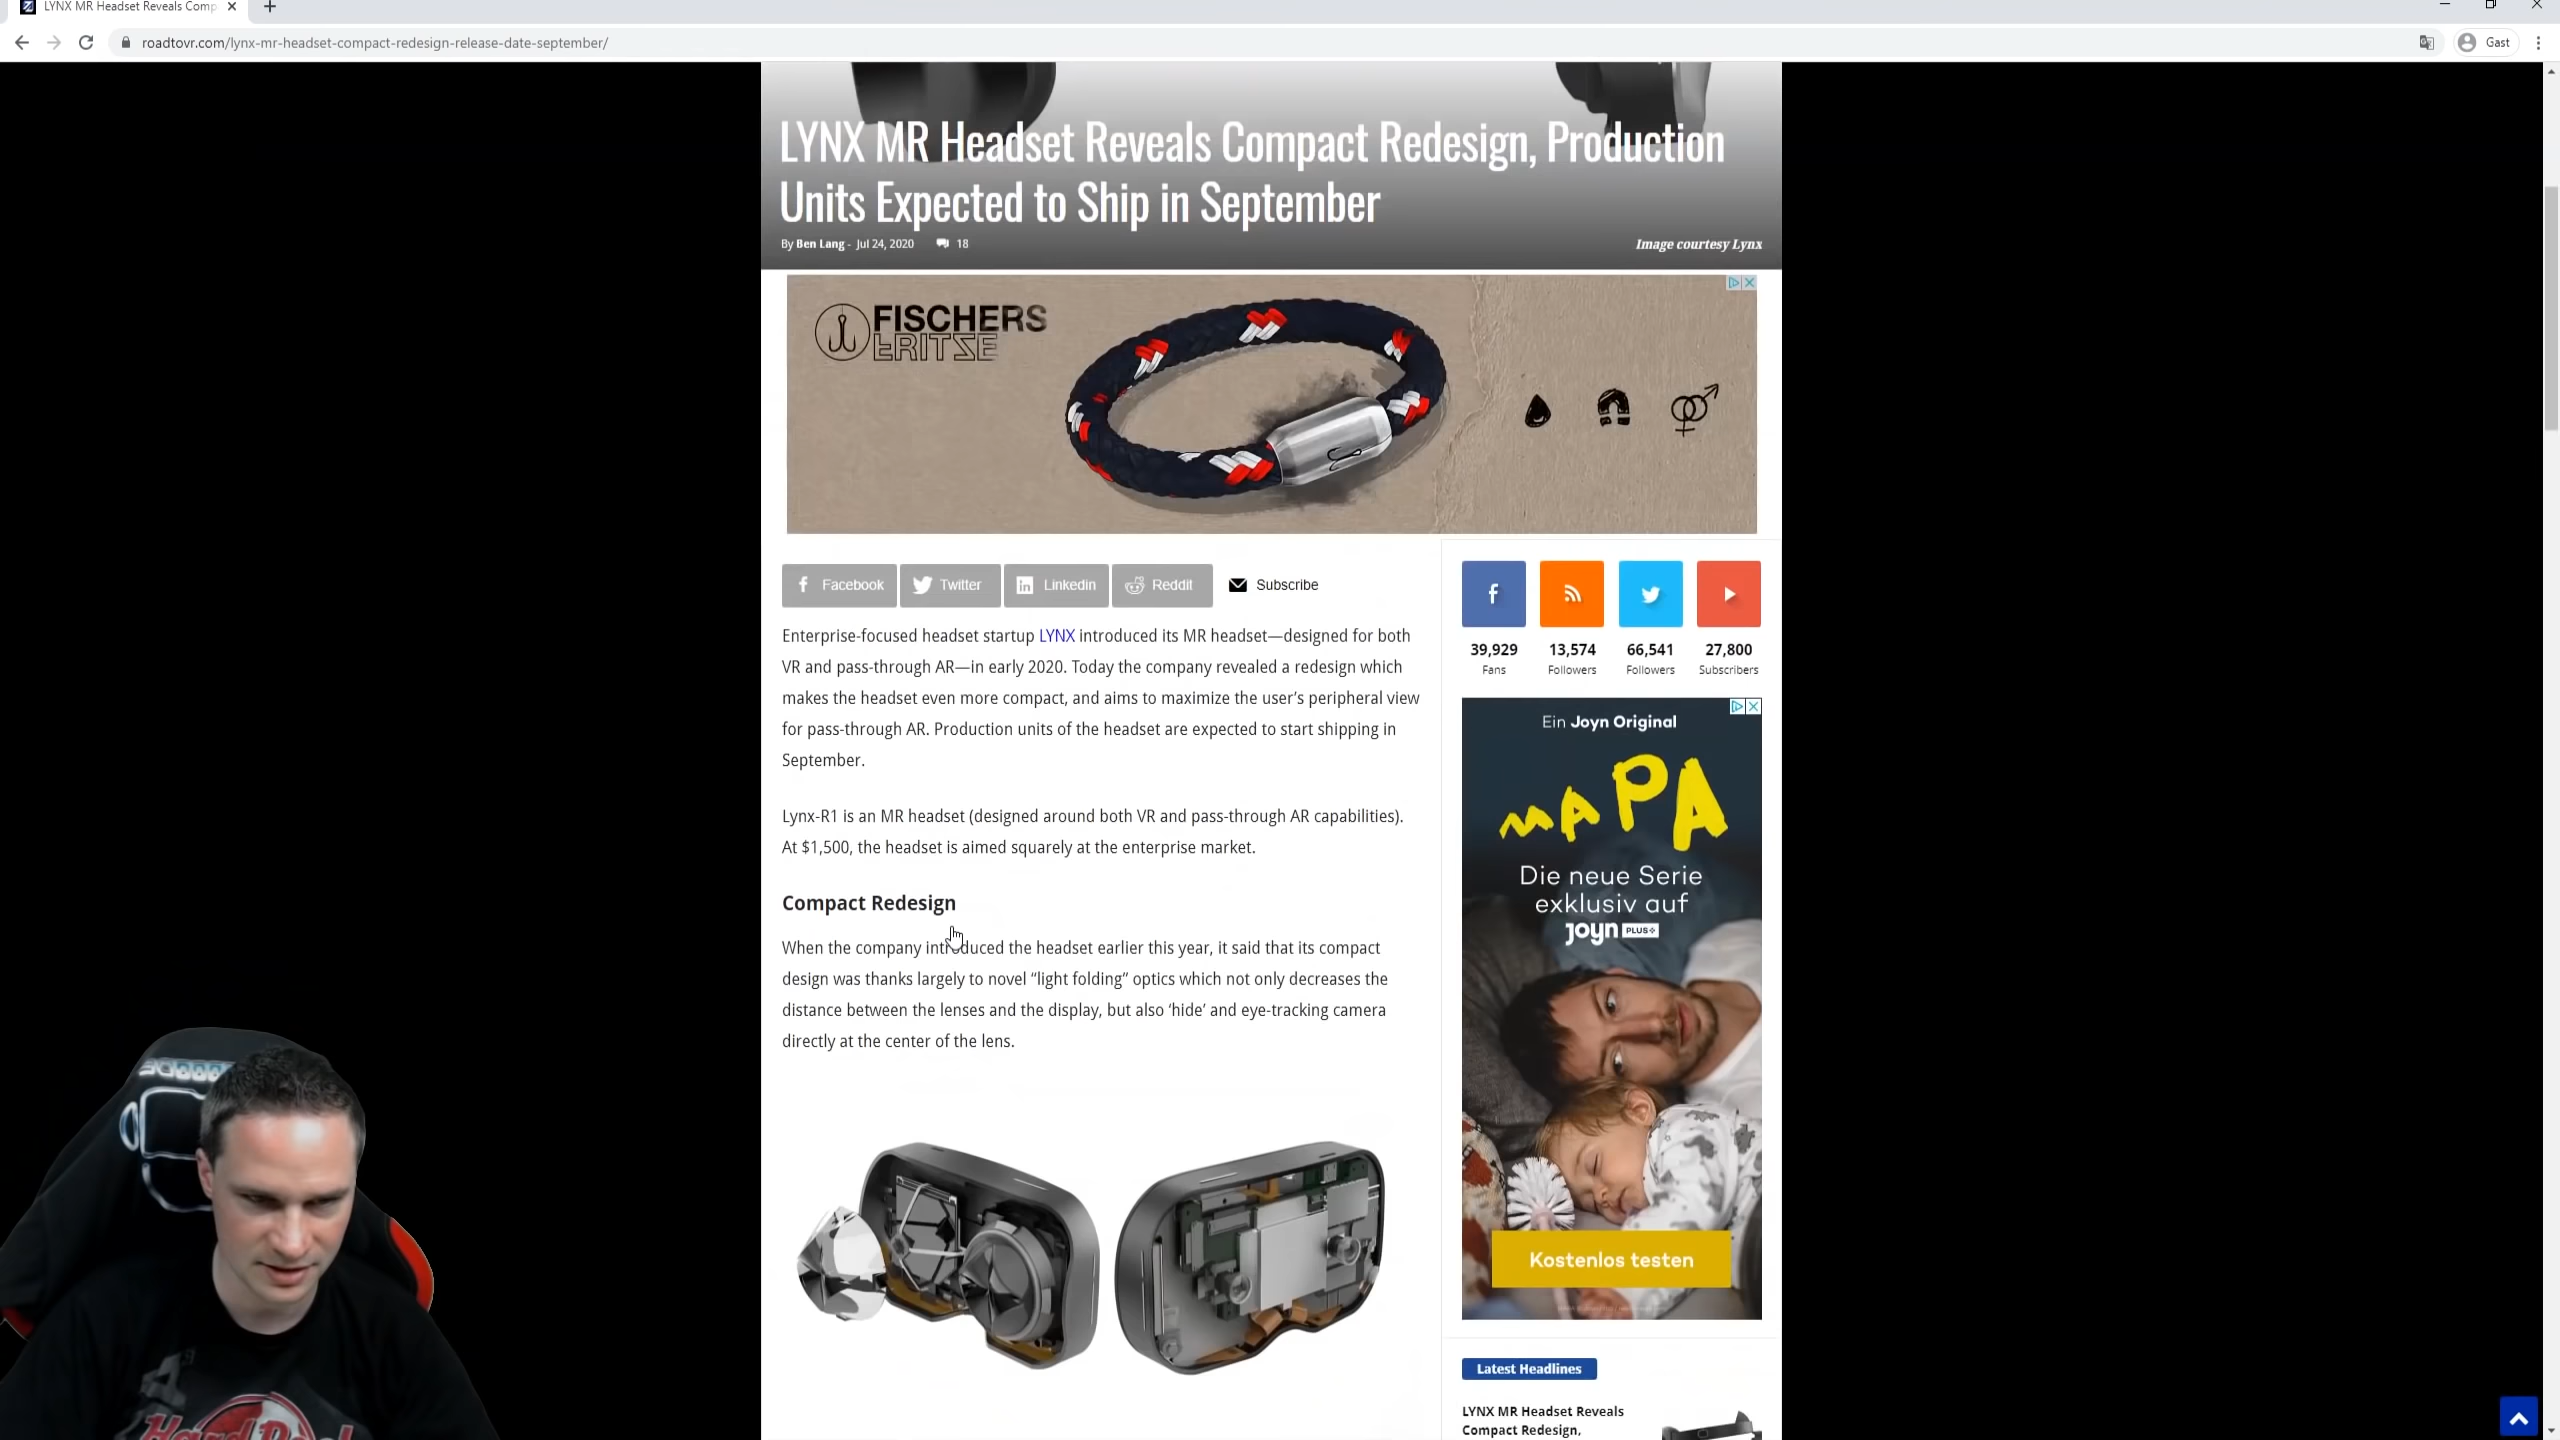 LYNX MR Headset Reveals Comp
roadtovr.com/lynx-mr-headset-compact-redesign-release-date-september/
Gast
LYNX MR Headset Reveals Compact Redesign, Production
Units Expected to Ship in September
By Ben Lang - Jul 24, 2020 18
Image courtesy Lynx
FISCHERS
FRITZE
Facebook
Twitter
Linkedin
Reddit
Subscribe
Enterprise-focused headset startup LYNX introduced its MR headset—designed for both
VR and pass-through AR—in early 2020. Today the company revealed a redesign which
makes the headset even more compact, and aims to maximize the user's peripheral view
for pass-through AR. Production units of the headset are expected to start shipping in
September.
Lynx-R1 is an MR headset (designed around both VR and pass-through AR capabilities).
At $1,500, the headset is aimed squarely at the enterprise market.
Compact Redesign
When the company introduced the headset earlier this year, it said that its compact
design was thanks largely to novel “light folding” optics which not only decreases the
distance between the lenses and the display, but also ‘hide’ and eye-tracking camera
directly at the center of the lens.
39,929
Fans
13,574
Followers
66,541
Followers
27,800
Subscribers
Ein Joyn Original
MAPA
Die neue Serie
exklusiv auf
joyn PLUS+
Kostenlos testen
Latest Headlines
LYNX MR Headset Reveals
Compact Redesign,